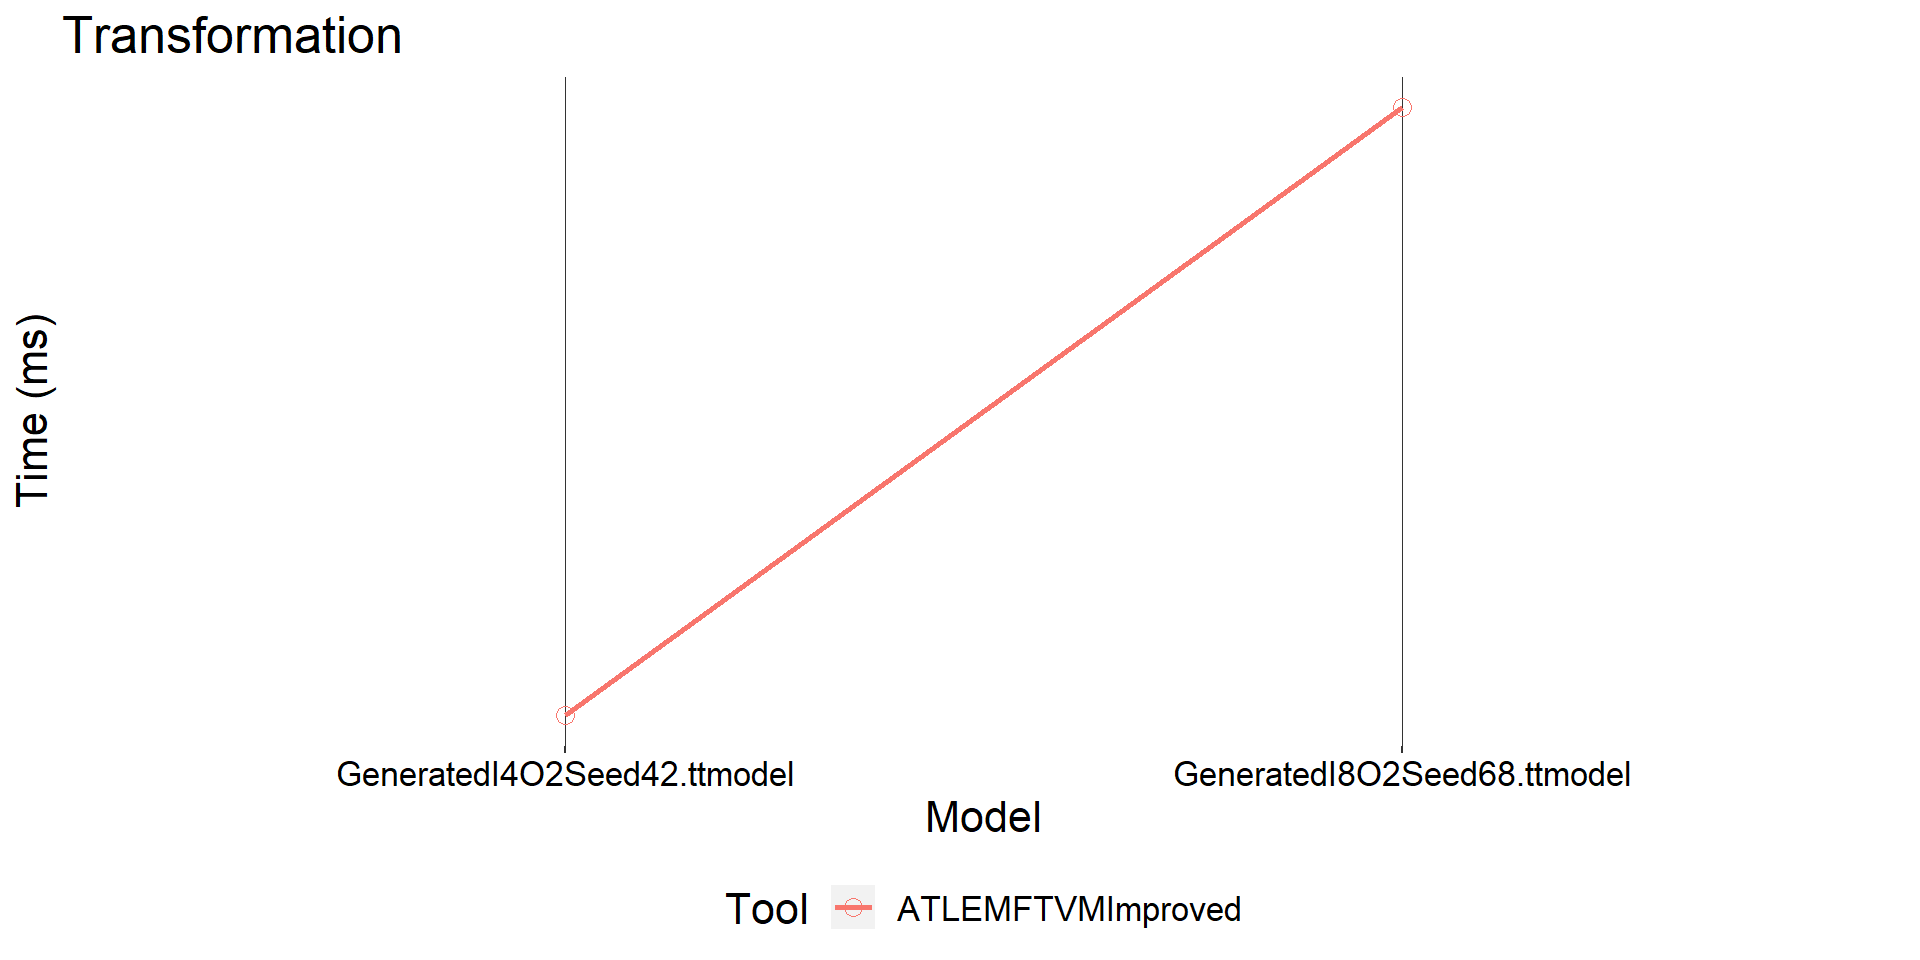 Transformation
Time (ms)
GeneratedI4O2Seed42.ttmodel
GeneratedI8O2Seed68.ttmodel
Model
Tool
ATLEMFTVMImproved